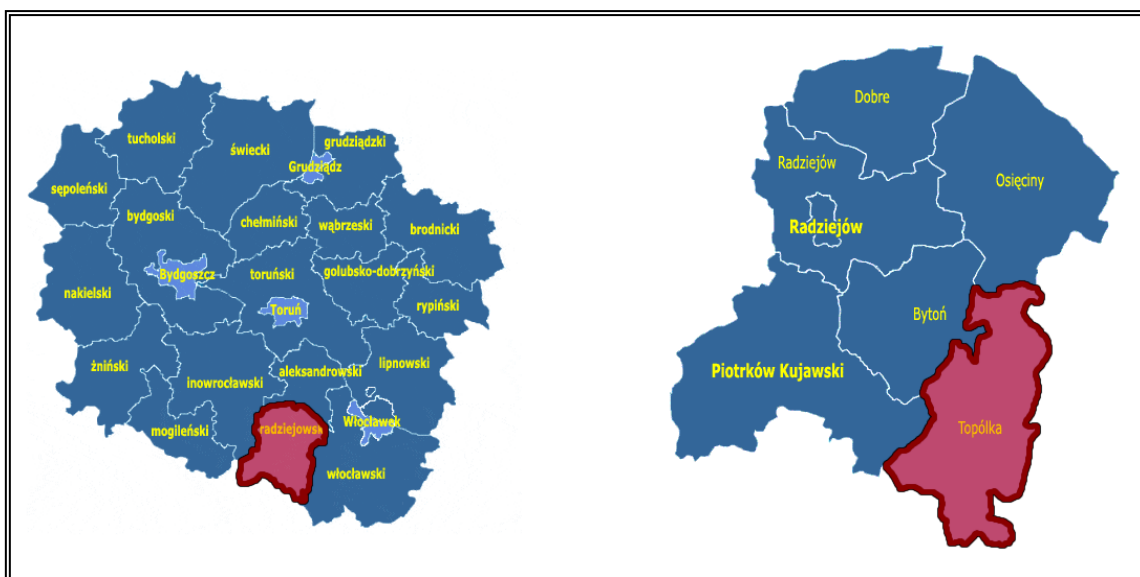 tucholski
grudziądzki
świecki
Grudziądz
sępoleński
bydgoski
chełmiński
wąbrzeski
brodnicki
Bydgoszcz
toruński
golubsko-dobrzyński
nakielski
Toruń
rypiński
żniński
inowrocławski
aleksandrowski
lipnowski
mogileński
radziejowsk
Włocławek
włocławski
Dobre
Radziejów
Osięciny
Radziejów
Bytoń
Piotrków Kujawski
Topólka